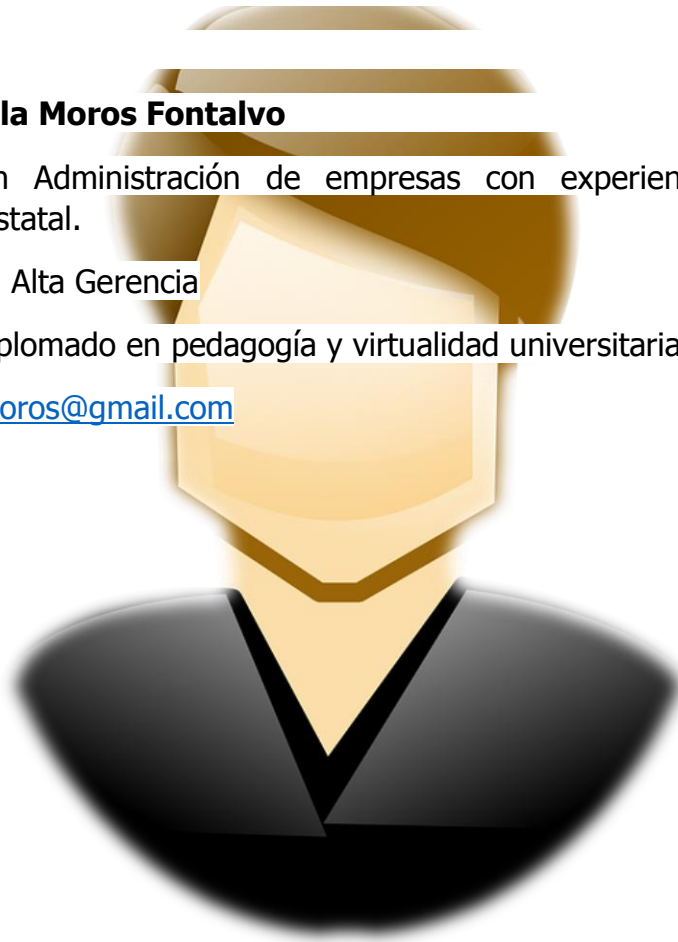 la Moros Fontalvo
n Administración de empresas con experien
statal.
Alta Gerencia
plomado en pedagogía y virtualidad universitaria
oros@gmail.com